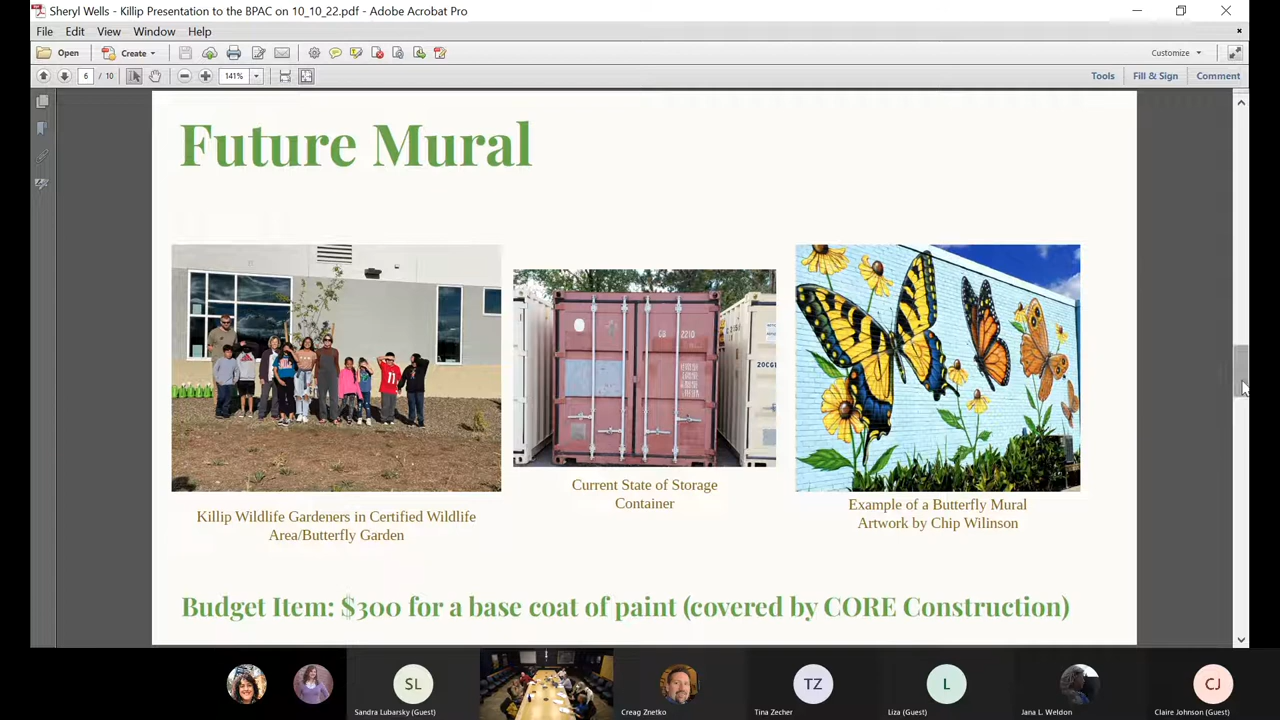 Sheryl Wells - Killip Presentation to the BPAC on 10_10_22.pdf - Adobe Acrobat Pro
File Edit View Window Help
Open Create Customize
6 / 10 141% Tools Fill & Sign Comment
Future Mural
CB 2210
20CG1
11
Killip Wildlife Gardeners in Certified Wildlife
Area/Butterfly Garden
Current State of Storage
Container
Example of a Butterfly Mural
Artwork by Chip Wilinson
Budget Item: $300 for a base coat of paint (covered by CORE Construction)
SL
TZ
L
CJ
Sandra Lubarsky (Guest)
Creag Znetko
Tina Zecher
Liza (Guest)
Jana L. Weldon
Claire Johnson (Guest)